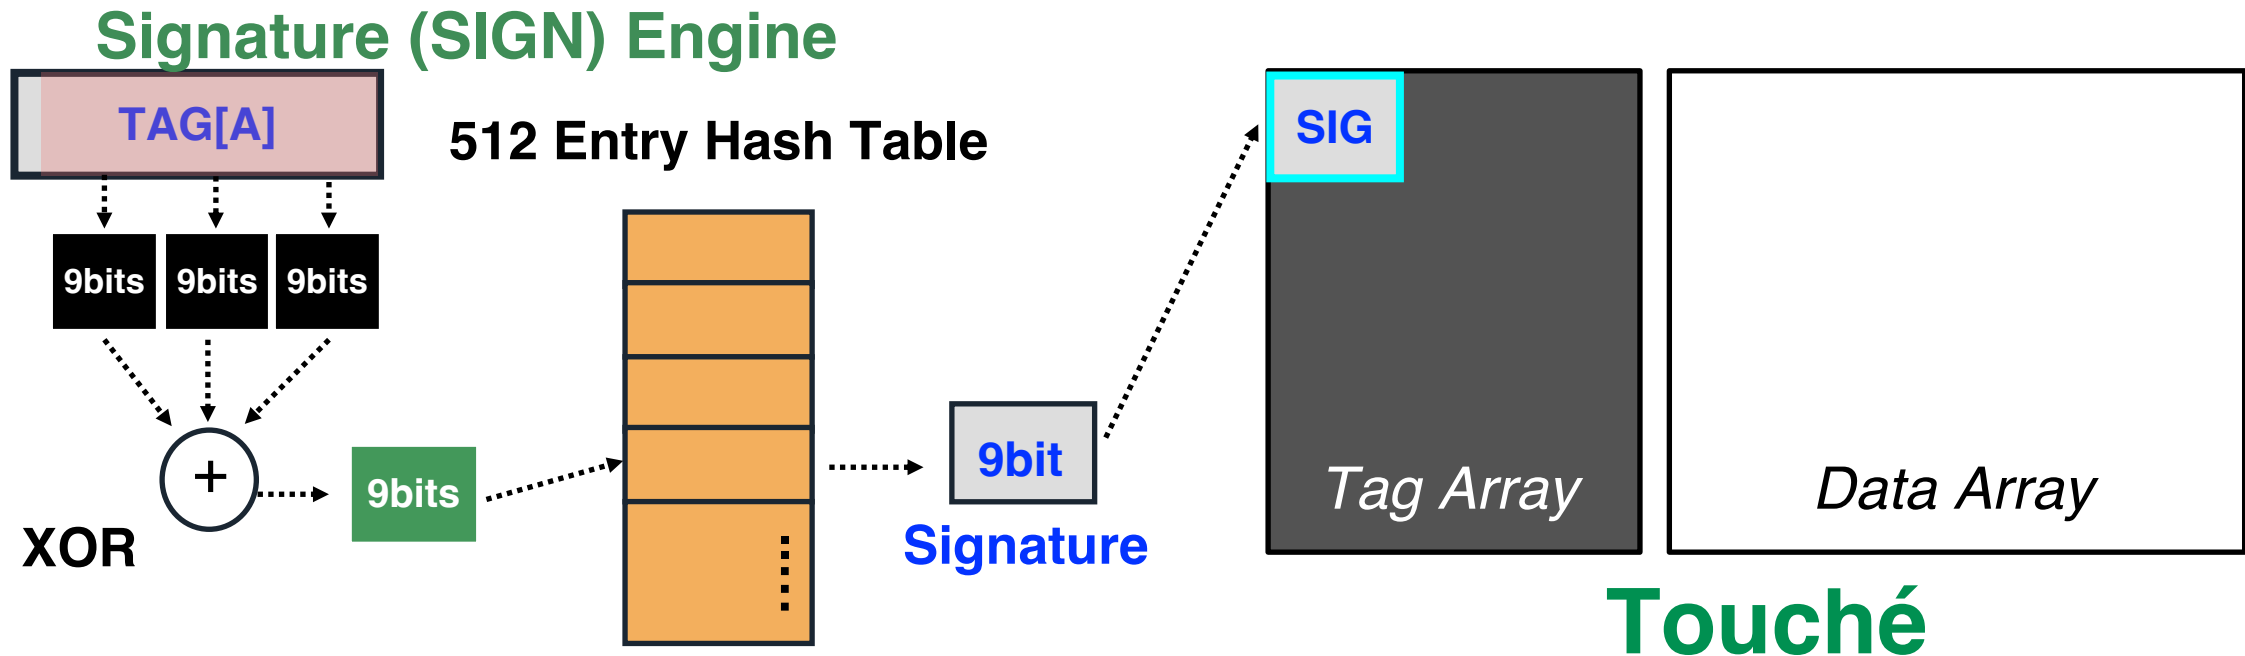 Signature (SIGN) Engine
TAG[A]
512 Entry Hash Table
SIG
9bits 9bits 9bits
+
9bits
9bit
XOR
Signature
Tag Array
Data Array
Touché